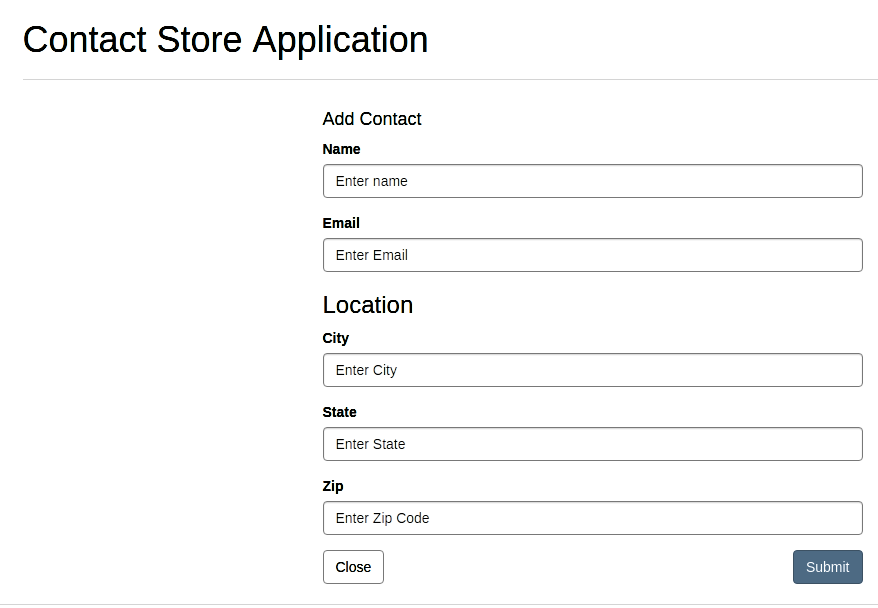 Contact Store Application
Add Contact
Name
Enter name
Email
Enter Email
Location
City
Enter City
State
Enter State
Zip
Enter Zip Code
Close Submit